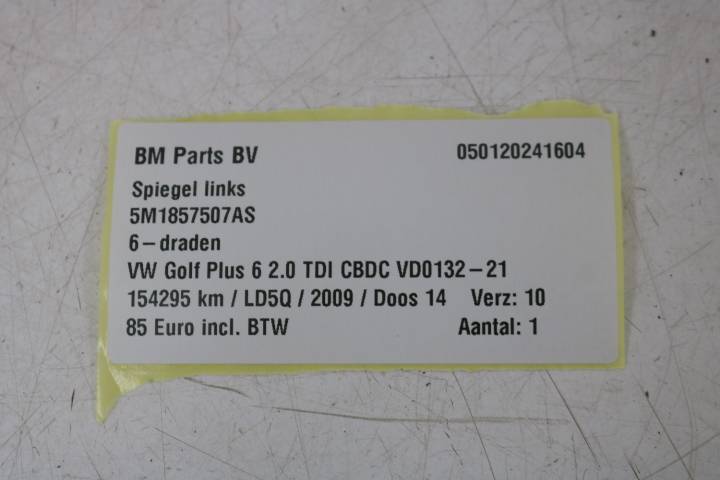 BM Parts BV 050120241604
Spiegel links
5M1857507AS
6-draden
VW Golf Plus 6 2.0 TDI CBDC VD0132-21
154295 km / LD5Q / 2009 / Doos 14 Verz: 10
85 Euro incl. BTW Aantal: 1